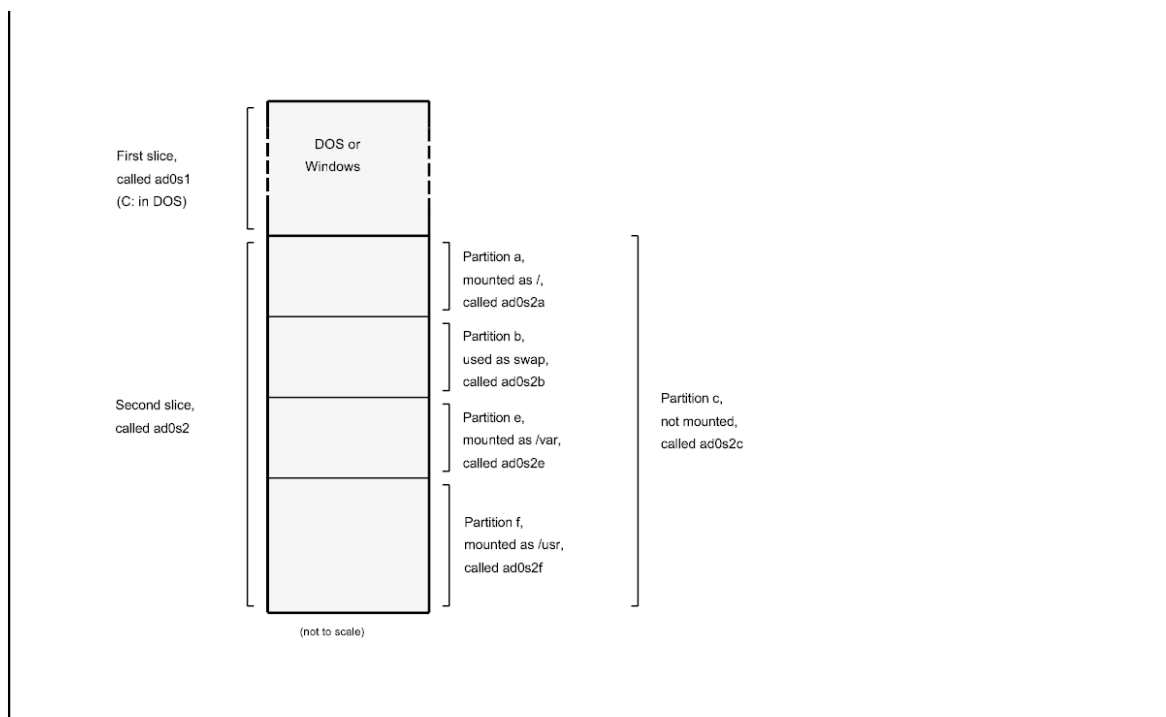 DOS or
Windows
First slice,
called ad0s1
(C: in DOS)
Partition a,
mounted as /,
called ad0s2a
Partition b,
used as swap,
called ad0s2b
Second slice,
called ad0s2
Partition e,
mounted as /var,
called ad0s2e
Partition c,
not mounted,
called ad0s2c
Partition f,
mounted as /usr,
called ad0s2f
(not to scale)